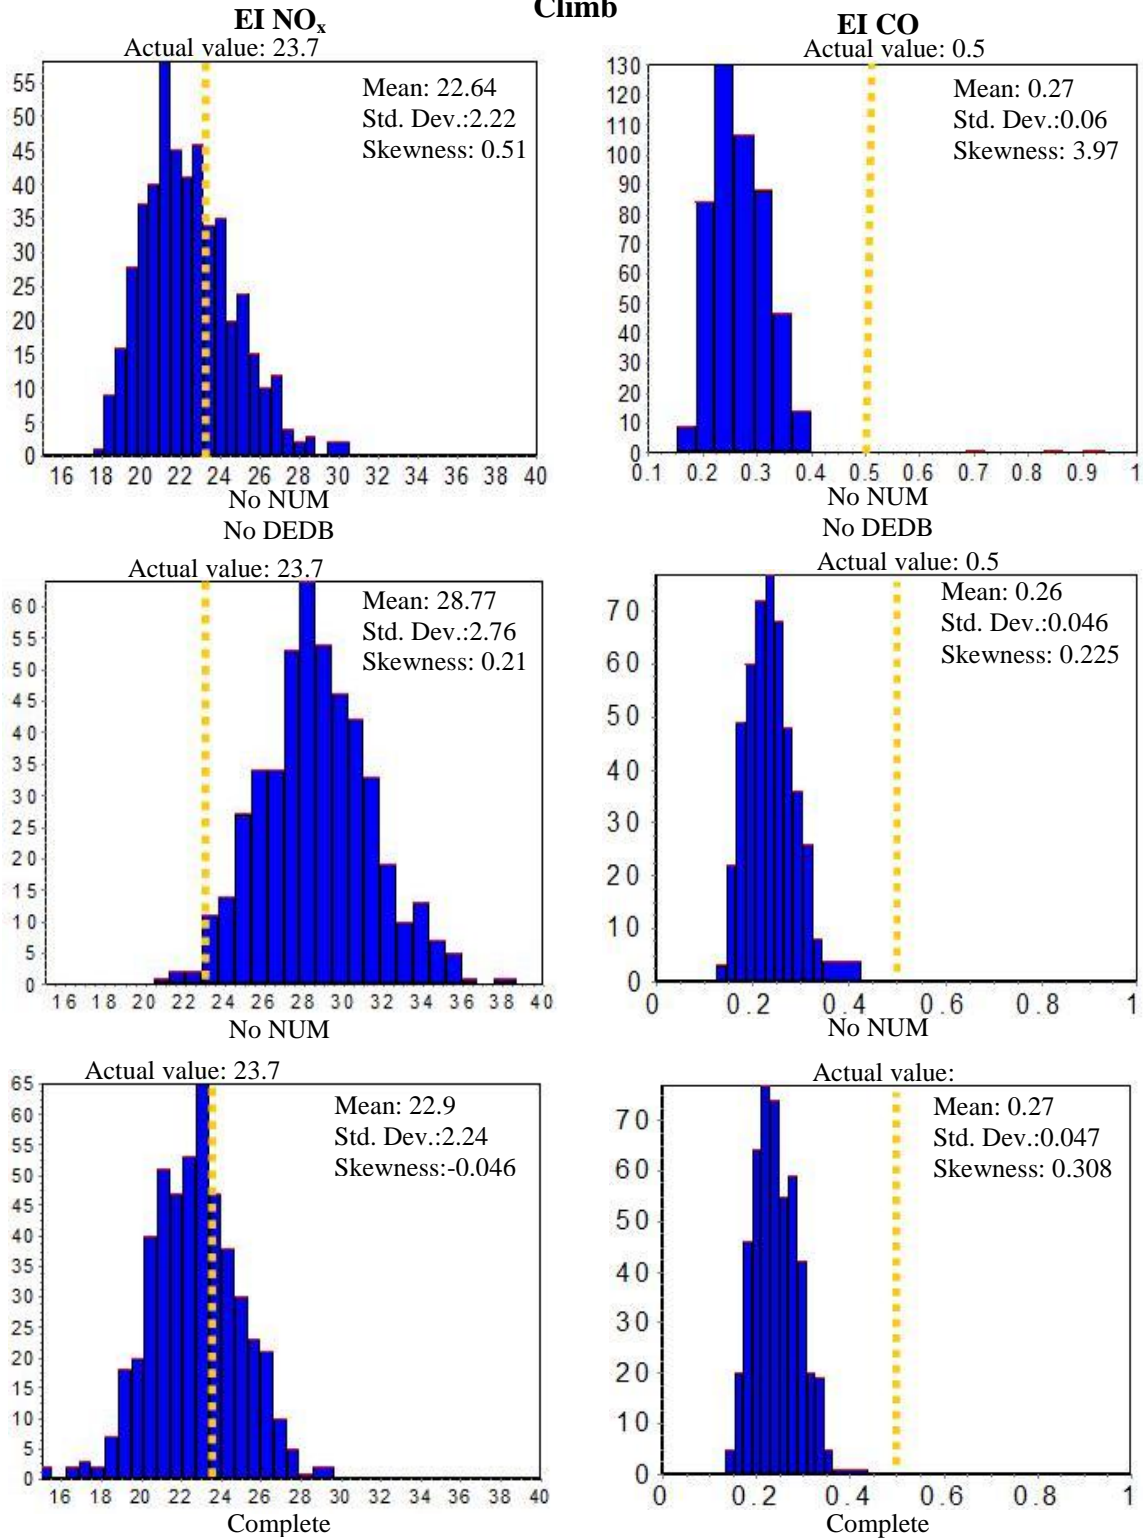 Climb
EI NOx
EI CO
Actual value: 23.7
Mean: 22.64
Std. Dev.:2.22
Skewness: 0.51
55
50
45
40
35
30
25
20
15
10
5
0
16 18 20 22 24 26 28 30 32 34 36 38 40
No NUM
No DEDB
Actual value: 0.5
Mean: 0.27
Std. Dev.:0.06
Skewness: 3.97
130
120
110
100
90
80
70
60
50
40
30
20
10
0
0.1 0.2 0.3 0.4 0.5 0.6 0.7 0.8 0.9 1
No NUM
No DEDB
Actual value: 23.7
Mean: 28.77
Std. Dev.:2.76
Skewness: 0.21
60
55
50
45
40
35
30
25
20
15
10
5
0
16 18 20 22 24 26 28 30 32 34 36 38 40
No NUM
Actual value: 0.5
Mean: 0.26
Std. Dev.:0.046
Skewness: 0.225
70
60
50
40
30
20
10
0
0 0.2 0.4 0.6 0.8 1
No NUM
Actual value: 23.7
Mean: 22.9
Std. Dev.:2.24
Skewness:-0.046
65
60
55
50
45
40
35
30
25
20
15
10
5
0
16 18 20 22 24 26 28 30 32 34 36 38 40
Complete
Actual value:
Mean: 0.27
Std. Dev.:0.047
Skewness: 0.308
70
60
50
40
30
20
10
0
0 0.2 0.4 0.6 0.8 1
Complete